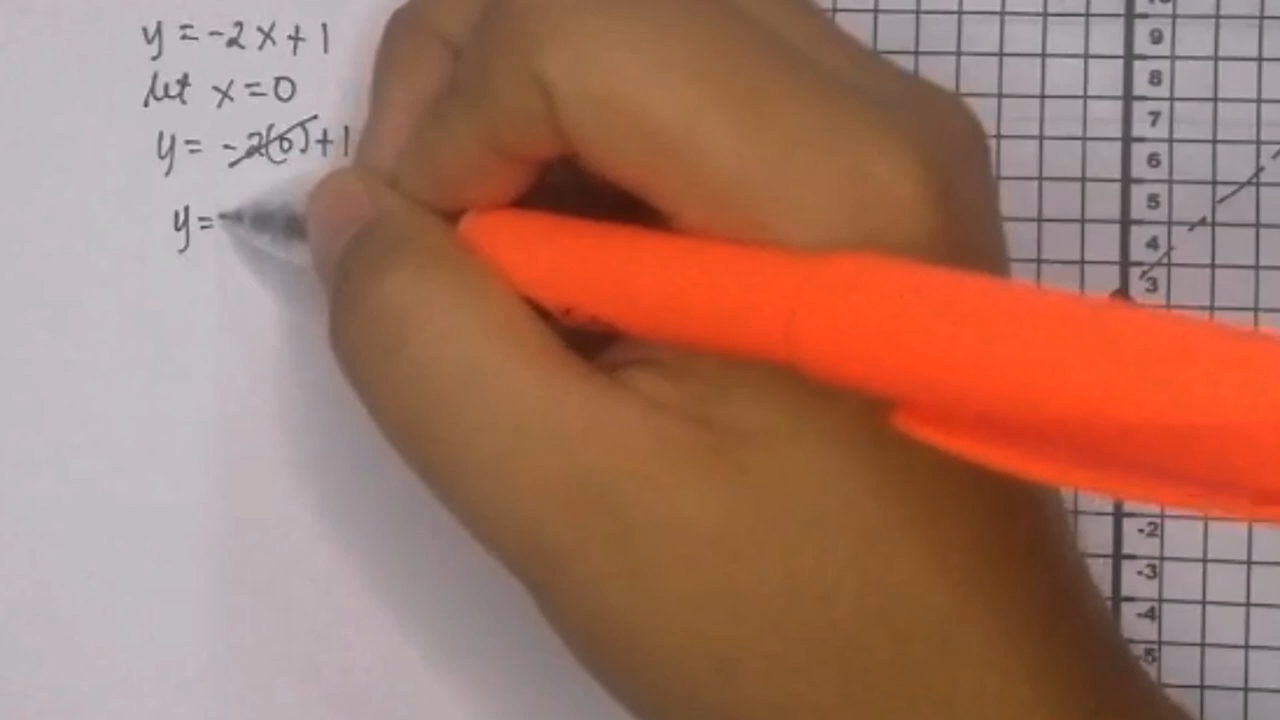 y = -2x + 1
let x = 0
y = -2(0) + 1
y =
9
8
7
6
5
4
3
-2
-3
-4
-5